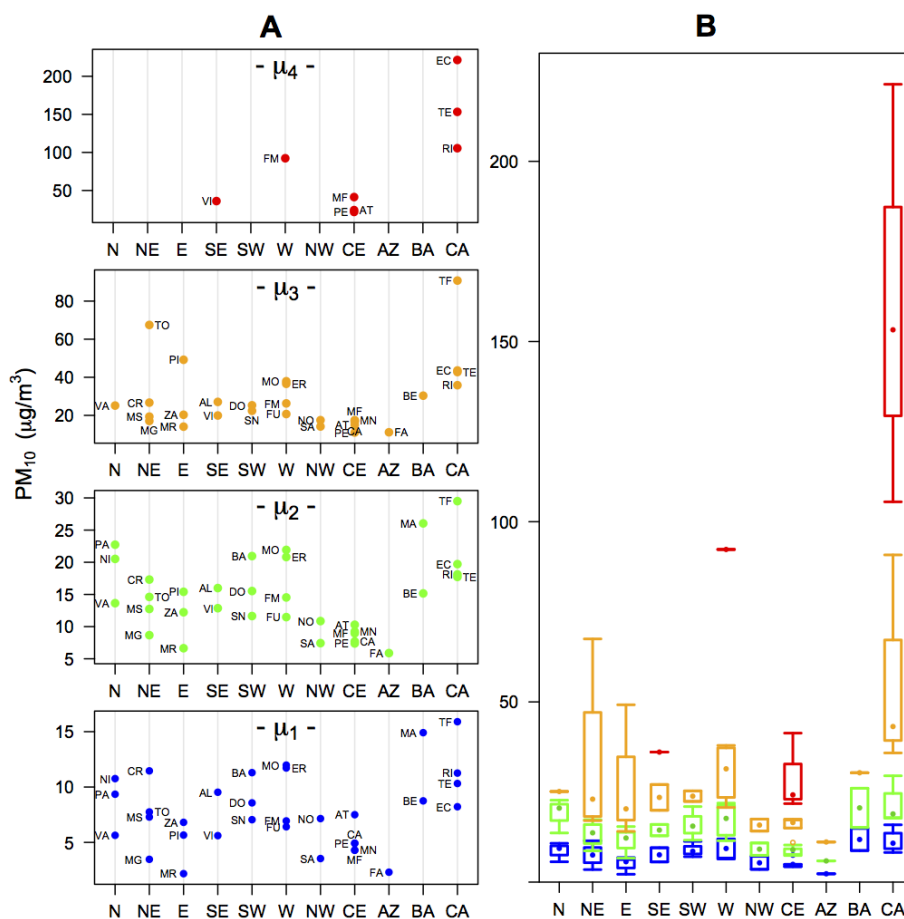 A
B
- μ4 -
EC
TE
RI
FM
VI
MF
PE
AT
200
150
100
50
N NE E SE SW W NW CE AZ BA CA
- μ3 -
TF
TO
PI
EC
TE
RI
MO
ER
BE
VA
CR
MS
MG
ZA
MR
AL
VI
DO
SN
FM
FU
NO
SA
MF
AT
MN
CA
PE
FA
80
60
40
20
N NE E SE SW W NW CE AZ BA CA
- μ2 -
TF
MA
PA
NI
VA
CR
TO
MS
MG
PI
ZA
MR
AL
VI
BA
DO
SN
MO
ER
FM
FU
NO
SA
AT
MF
MN
CA
PE
FA
BE
EC
RI
TE
30
25
20
15
10
5
N NE E SE SW W NW CE AZ BA CA
- μ1 -
TF
MA
NI
PA
VA
CR
TO
MS
MG
ZA
PI
MR
AL
VI
BA
DO
SN
MO
ER
FM
FU
NO
SA
AT
CA
PE
MN
MF
FA
BE
RI
TE
EC
15
10
5
N NE E SE SW W NW CE AZ BA CA
PM10 (μg/m3)
200
150
100
50
N NE E SE SW W NW CE AZ BA CA